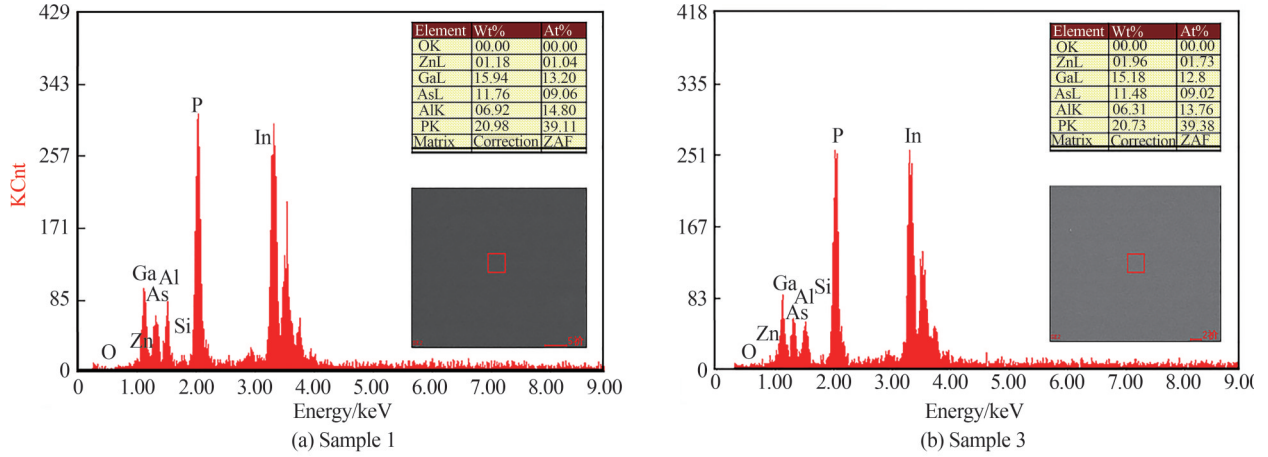 429
343
257
171
85
0
KCnt
0
1.00
2.00
3.00
4.00
5.00
6.00
7.00
8.00
9.00
Energy/keV
O
Zn
Ga
As
Al
Si
P
In
Element Wt% At%
OK 00.00 00.00
ZnL 01.18 01.04
GaL 15.94 13.20
AsL 11.76 09.06
AlK 06.92 14.80
PK 20.98 39.11
Matrix Correction ZAF
(a) Sample 1
418
335
251
167
83
0
0
1.00
2.00
3.00
4.00
5.00
6.00
7.00
8.00
9.00
Energy/keV
O
Zn
Ga
As
Al
Si
P
In
Element Wt% At%
OK 00.00 00.00
ZnL 01.96 01.73
GaL 15.18 12.8
AsL 11.48 09.02
AlK 06.31 13.76
PK 20.73 39.38
Matrix Correction ZAF
(b) Sample 3